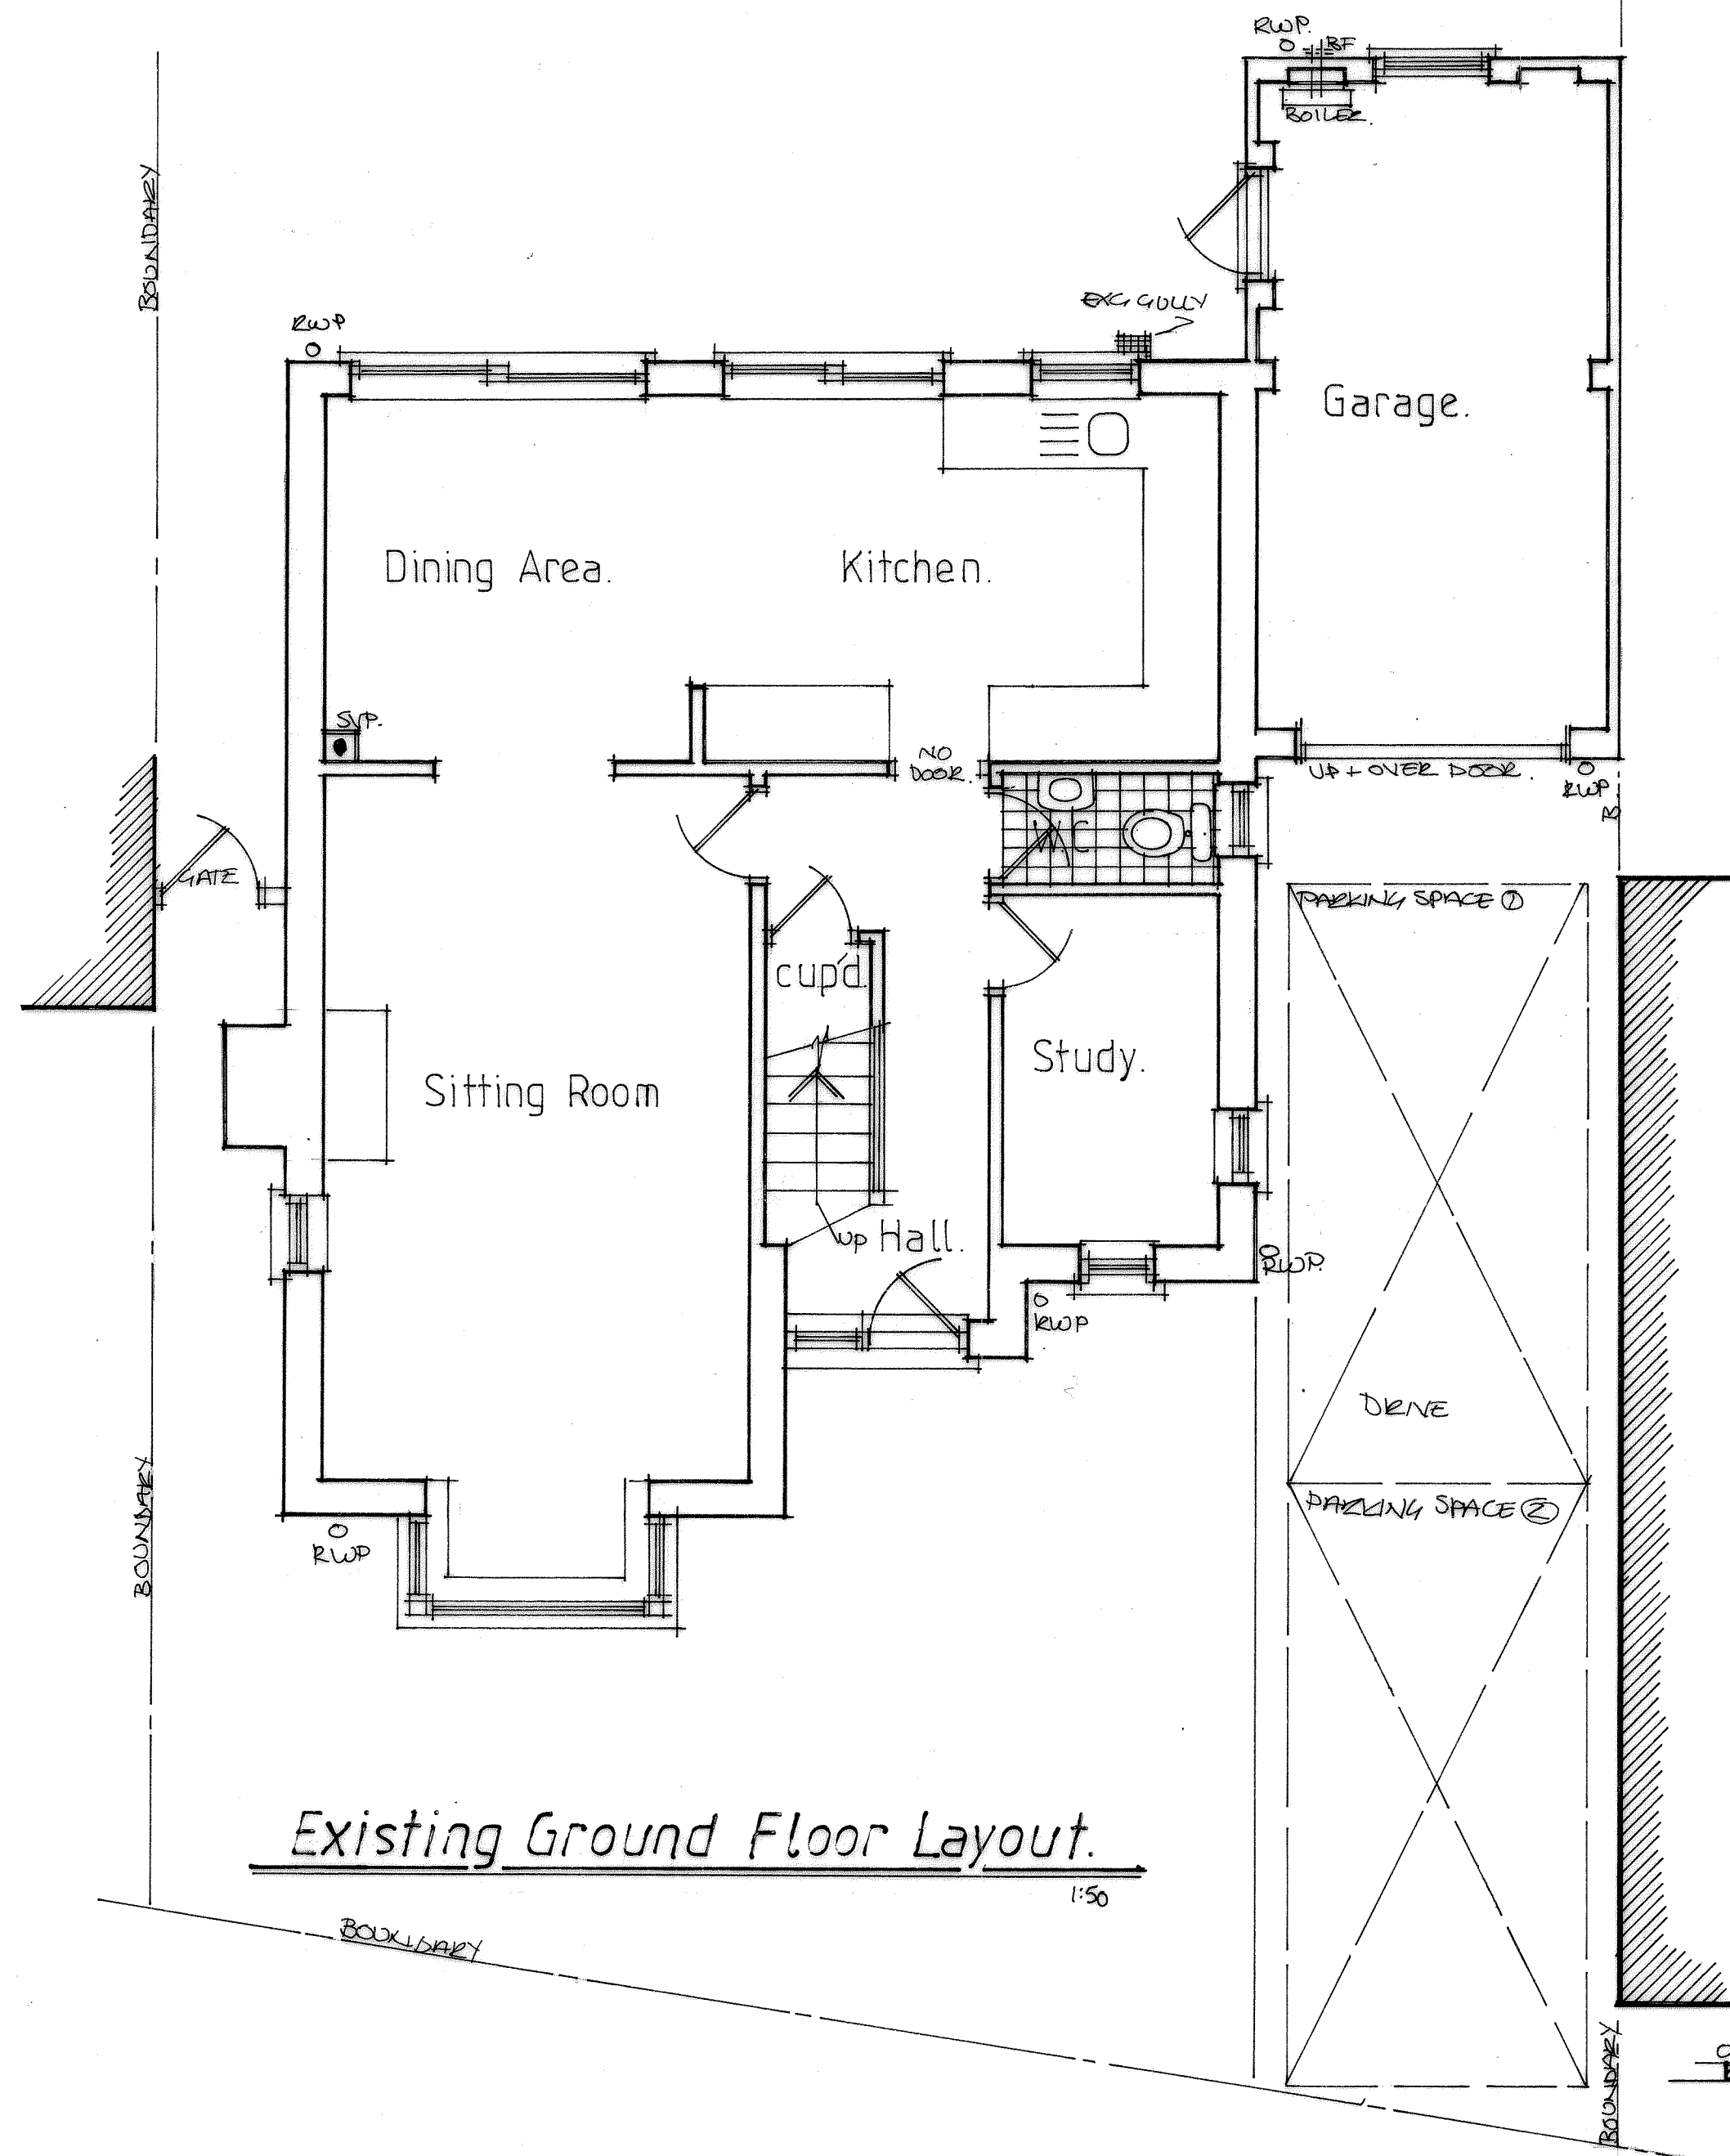 RWP.
BF
BOILER.
BOUNDARY
EXG GULLY
RWP
Garage.
Dining Area.
Kitchen.
SVP.
NO
DOOR.
UP + OVER DOOR.
RWP
B
W.C.
GATE
PARKING SPACE 1
cup'd.
Study.
Sitting Room
UP
Hall.
RWP.
RWP
DRIVE
PARKING SPACE 2
BOUNDARY
RWP
Existing Ground Floor Layout.
1:50
BOUNDARY
BOUNDARY
0